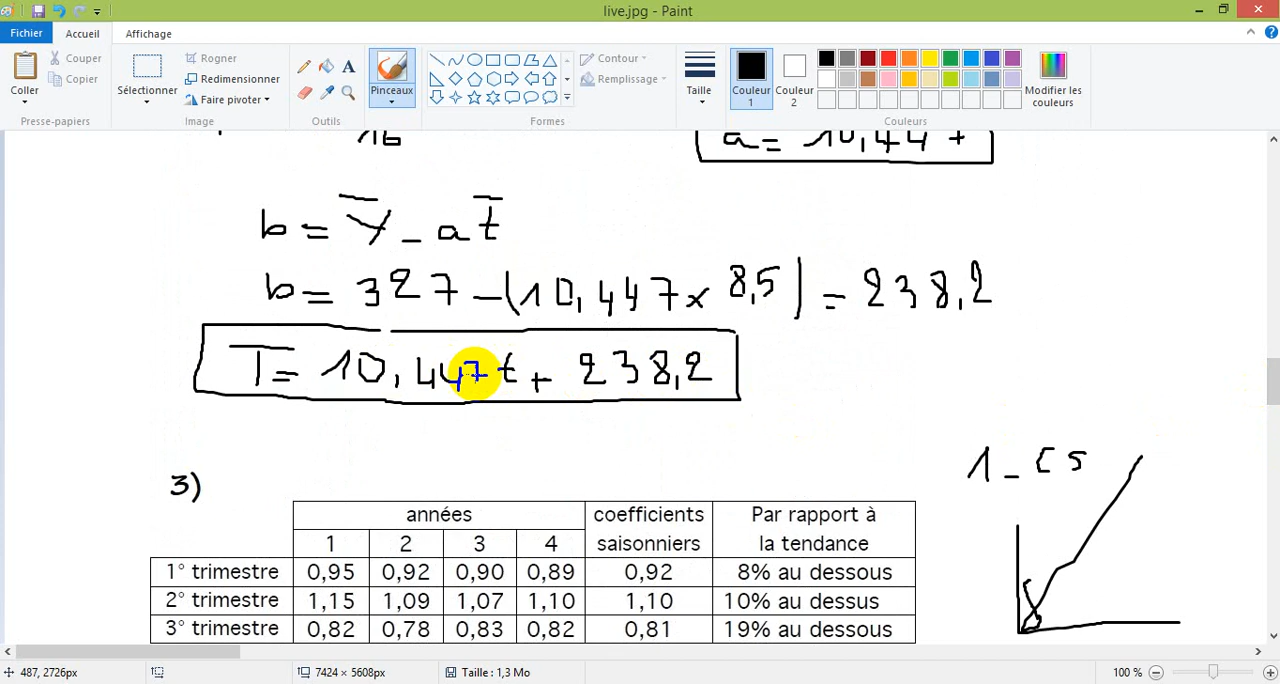 live.jpg - Paint
Fichier Accueil Affichage
Coller
Couper
Copier
Presse-papiers
Sélectionner
Rogner
Redimensionner
Faire pivoter
Image
A
Outils
Pinceaux
Contour
Remplissage
Formes
Taille
Couleur 1
Couleur 2
Modifier les couleurs
Couleurs
16
a = 10,447
b = Y - a t
b = 327 - (10,447 × 8,5) = 238,2
T = 10,447 t + 238,2
1 - CS
3)
années coefficients saisonniers Par rapport à la tendance
1 2 3 4
1° trimestre 0,95 0,92 0,90 0,89 0,92 8% au dessous
2° trimestre 1,15 1,09 1,07 1,10 1,10 10% au dessus
3° trimestre 0,82 0,78 0,83 0,82 0,81 19% au dessous
487, 2726px 7424 × 5608px Taille : 1,3 Mo 100 %